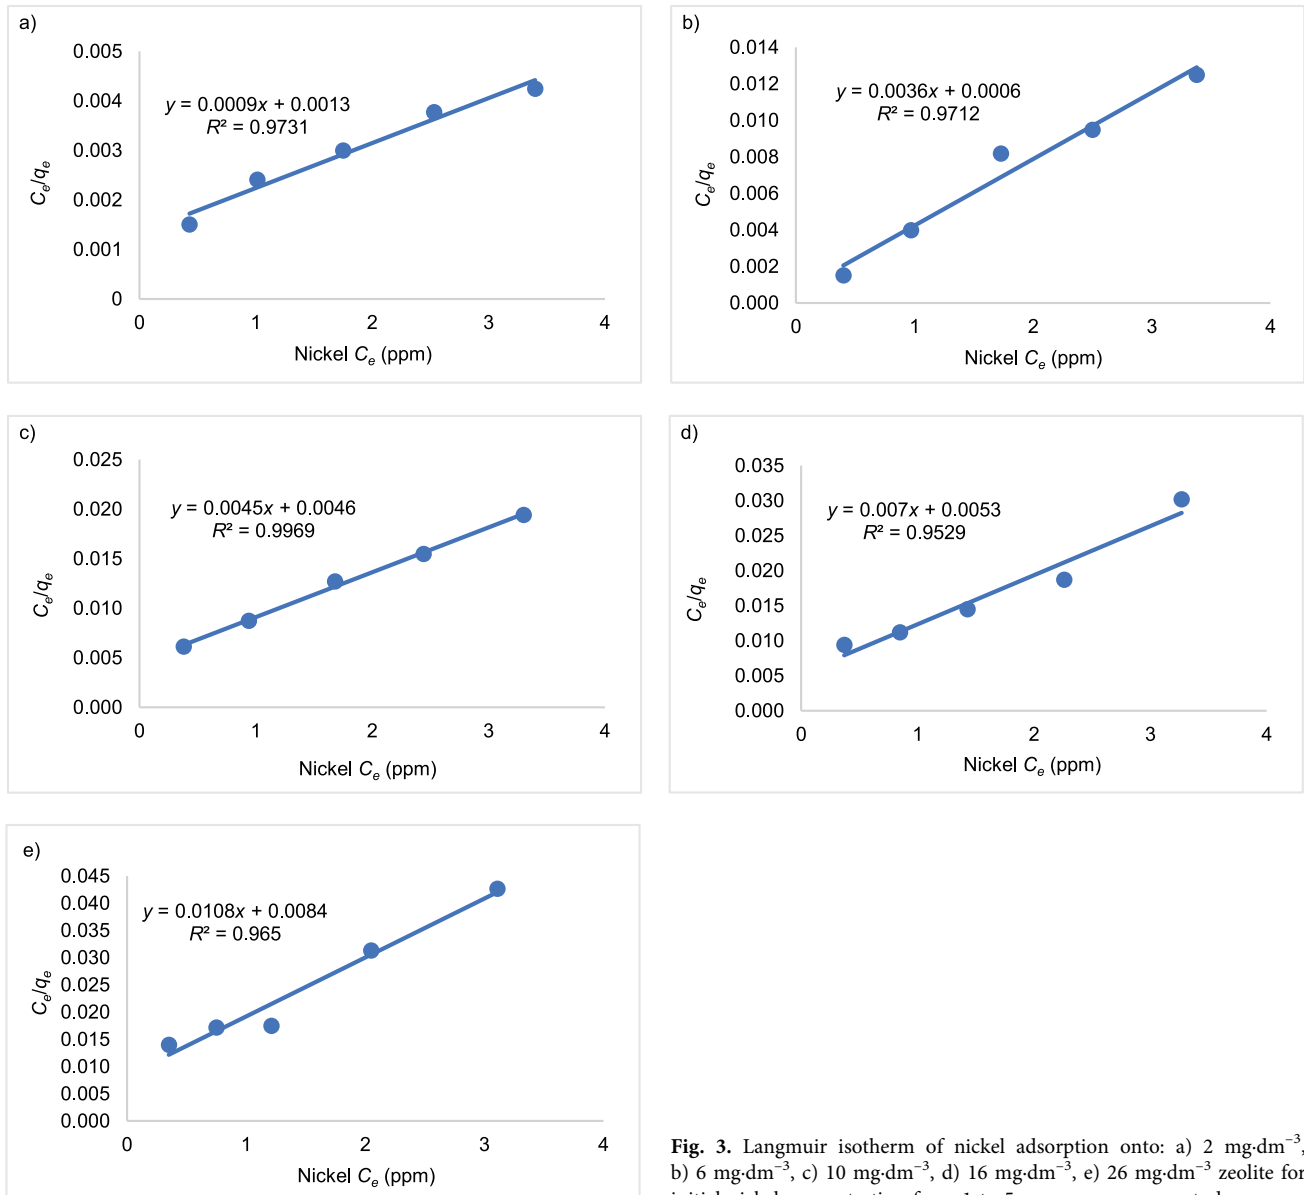 a)
0.005
0.004
0.003
0.002
0.001
0
Cₑ/qₑ
y = 0.0009x + 0.0013
R² = 0.9731
0 1 2 3 4
Nickel Cₑ (ppm)
b)
0.014
0.012
0.010
0.008
0.006
0.004
0.002
0.000
Cₑ/qₑ
y = 0.0036x + 0.0006
R² = 0.9712
0 1 2 3 4
Nickel Cₑ (ppm)
c)
0.025
0.020
0.015
0.010
0.005
0.000
Cₑ/qₑ
y = 0.0045x + 0.0046
R² = 0.9969
0 1 2 3 4
Nickel Cₑ (ppm)
d)
0.035
0.030
0.025
0.020
0.015
0.010
0.005
0.000
Cₑ/qₑ
y = 0.007x + 0.0053
R² = 0.9529
0 1 2 3 4
Nickel Cₑ (ppm)
e)
0.045
0.040
0.035
0.030
0.025
0.020
0.015
0.010
0.005
0.000
Cₑ/qₑ
y = 0.0108x + 0.0084
R² = 0.965
0 1 2 3 4
Nickel Cₑ (ppm)
Fig. 3. Langmuir isotherm of nickel adsorption onto: a) 2 mg·dm⁻³,
b) 6 mg·dm⁻³, c) 10 mg·dm⁻³, d) 16 mg·dm⁻³, e) 26 mg·dm⁻³ zeolite for